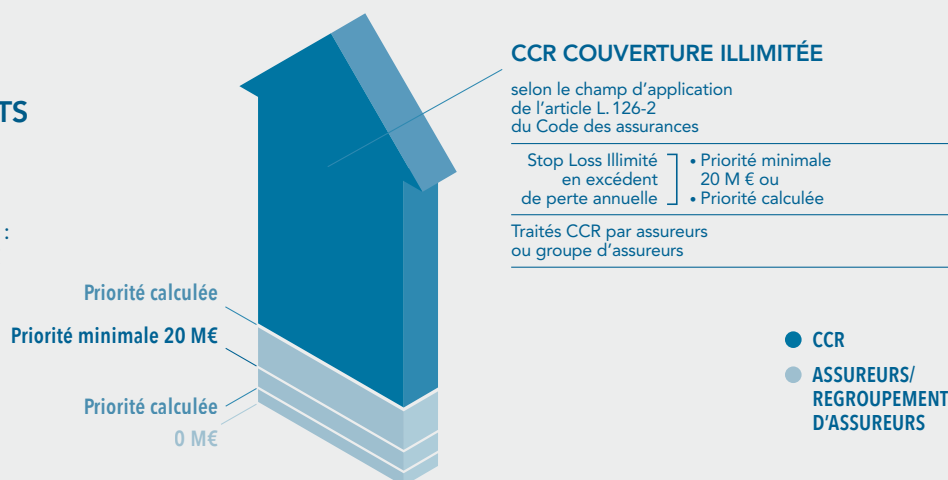 TS
:
Priorité calculée
Priorité minimale 20 M€
Priorité calculée
0 M€
CCR COUVERTURE ILLIMITÉE
selon le champ d’application
de l’article L. 126-2
du Code des assurances
Stop Loss Illimité
en excédent
de perte annuelle
• Priorité minimale
20 M € ou
• Priorité calculée
Traités CCR par assureurs
ou groupe d’assureurs
CCR
ASSUREURS/
REGROUPEMENT
D’ASSUREURS